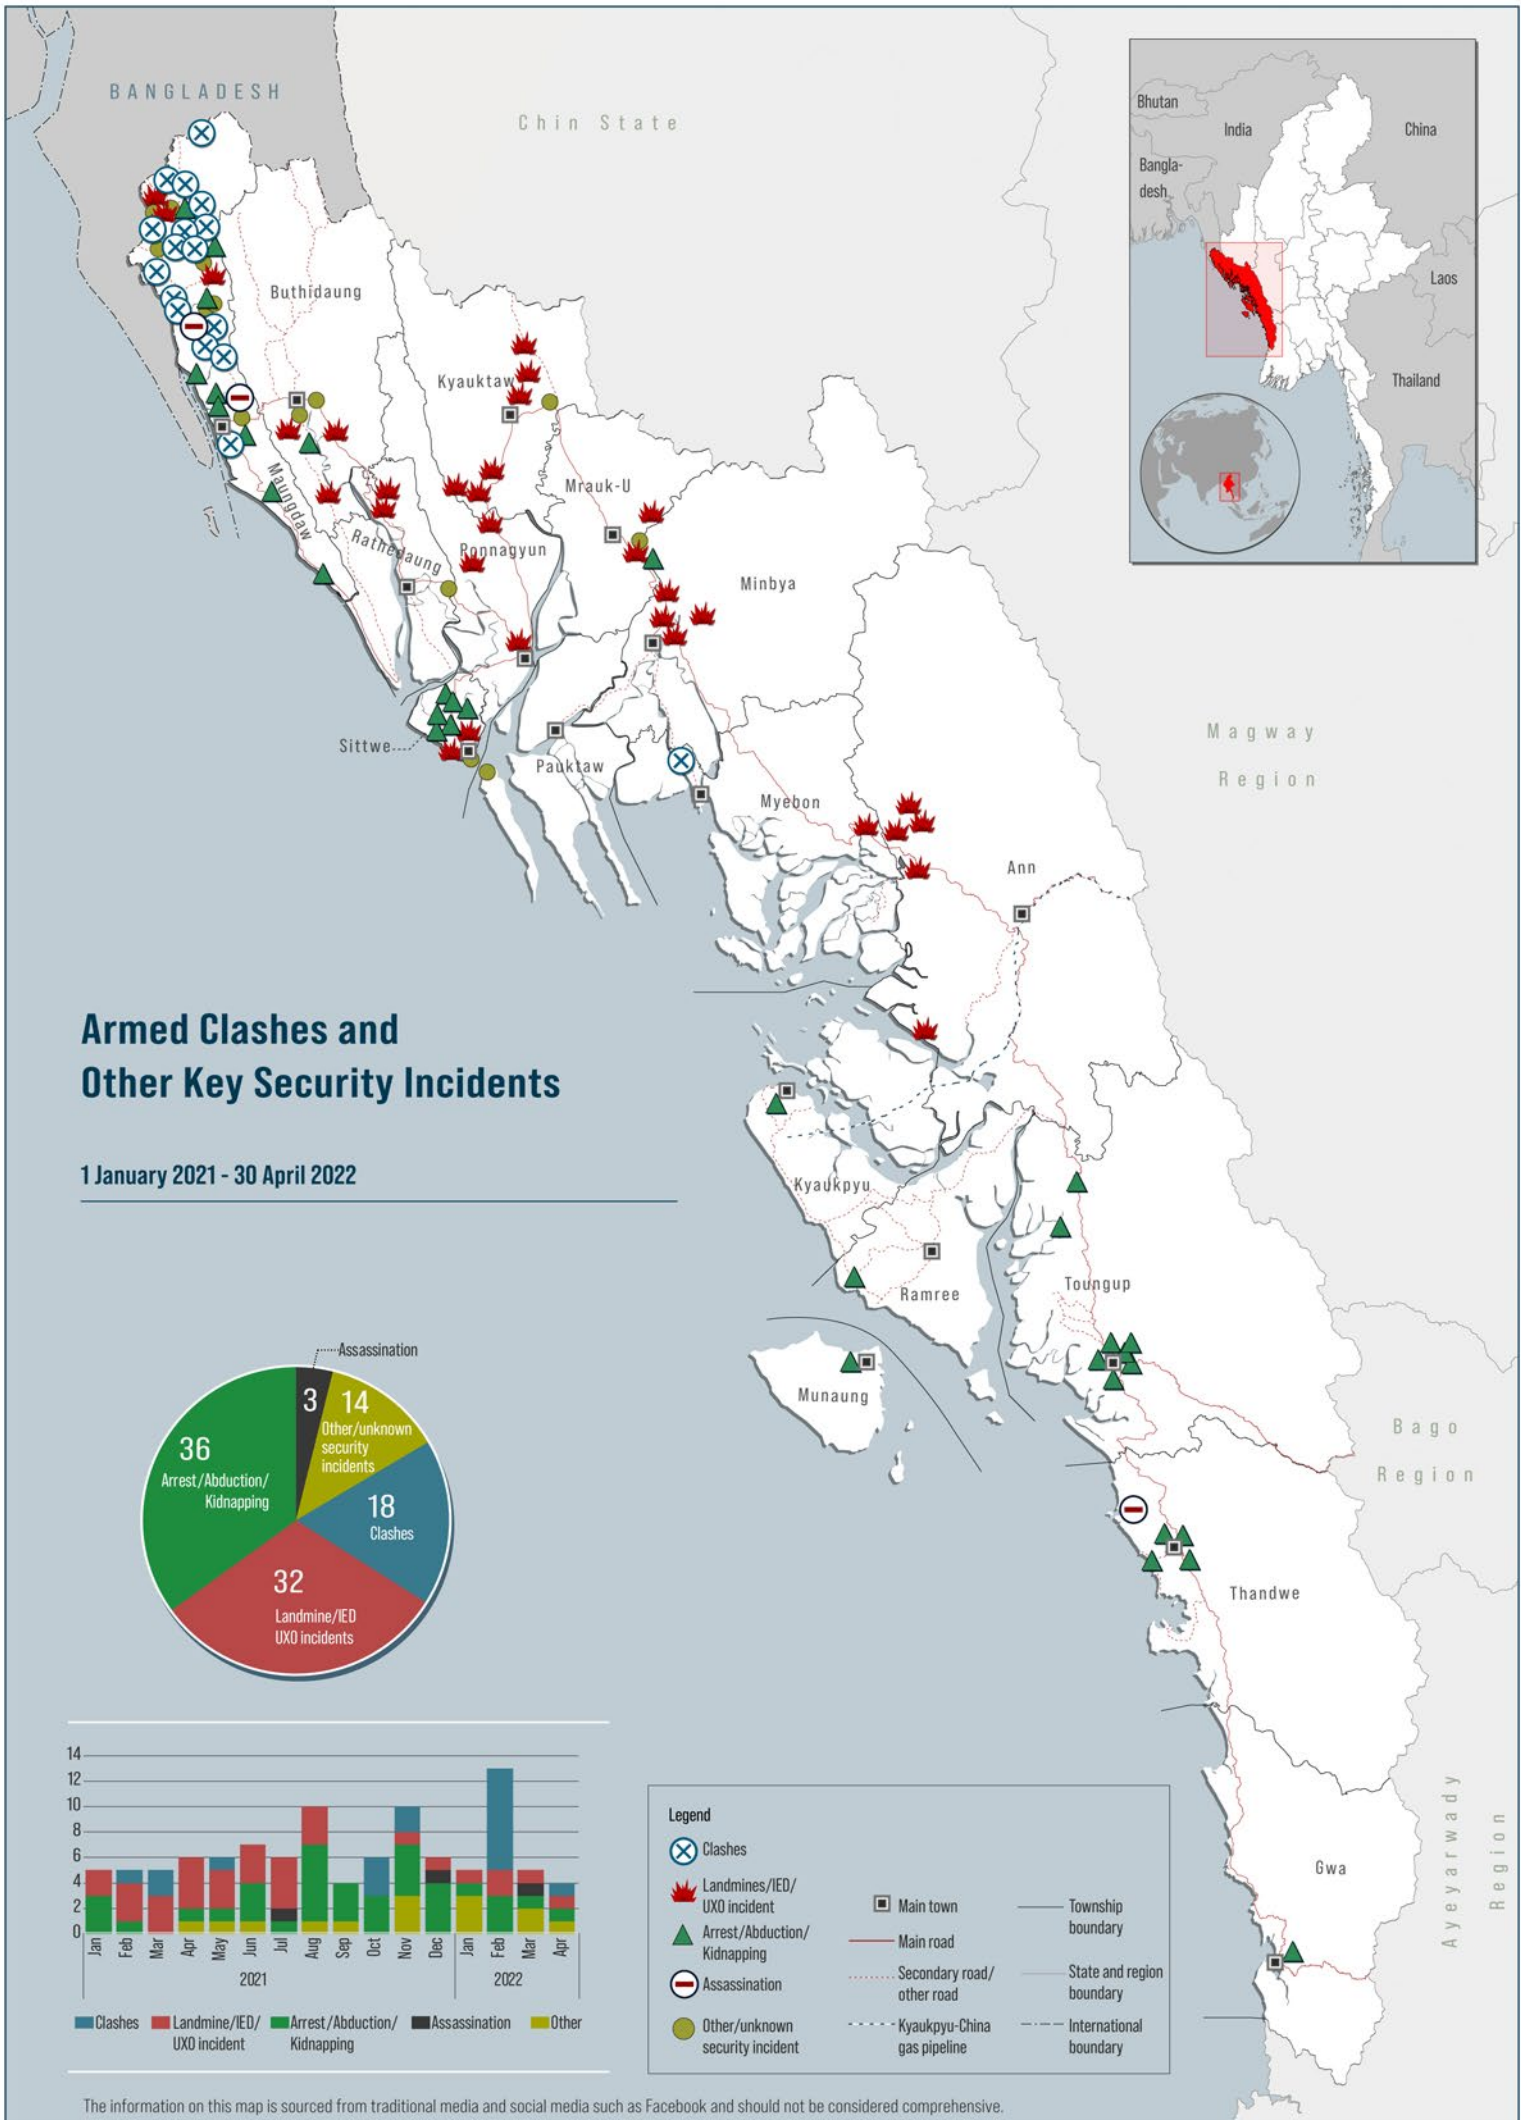 BANGLADESH
Chin State
Bhutan
India
China
Bangla-
desh
Laos
Thailand
Buthidaung
Kyauktaw
Mrauk-U
Maungdaw
Rathedaung
Ponnagyun
Minbya
Sittwe
Pauktaw
Myebon
Magway
Region
Ann
Armed Clashes and
Other Key Security Incidents
1 January 2021 - 30 April 2022
Kyaukpyu
Ramree
Toungup
Munaung
Bago
Region
Thandwe
Gwa
Ayeyarwady
Region
Assassination
3
14
Other/unknown
security
incidents
36
Arrest/Abduction/
Kidnapping
18
Clashes
32
Landmine/IED
UXO incidents
14
12
10
8
6
4
2
0
Jan
Feb
Mar
Apr
May
Jun
Jul
Aug
Sep
Oct
Nov
Dec
Jan
Feb
Mar
Apr
2021
2022
Clashes
Landmine/IED/
UXO incident
Arrest/Abduction/
Kidnapping
Assassination
Other
Legend
Clashes
Landmines/IED/
UXO incident
Arrest/Abduction/
Kidnapping
Assassination
Other/unknown
security incident
Main town
Main road
Secondary road/
other road
Kyaukpyu-China
gas pipeline
Township
boundary
State and region
boundary
International
boundary
The information on this map is sourced from traditional media and social media such as Facebook and should not be considered comprehensive.